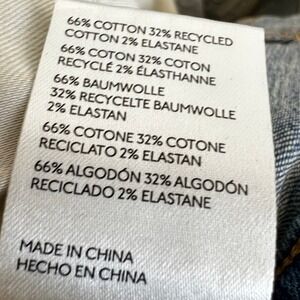 66% COTTON 32% RECYCLED
COTTON 2% ELASTANE
66% COTON 32% COTON
RECYCLÉ 2% ÉLASTHANNE
66% BAUMWOLLE
32% RECYCELTE BAUMWOLLE
2% ELASTAN
66% COTONE 32% COTONE
RECICLATO 2% ELASTAN
66% ALGODÓN 32% ALGODÓN
RECICLADO 2% ELASTANE
MADE IN CHINA
HECHO EN CHINA